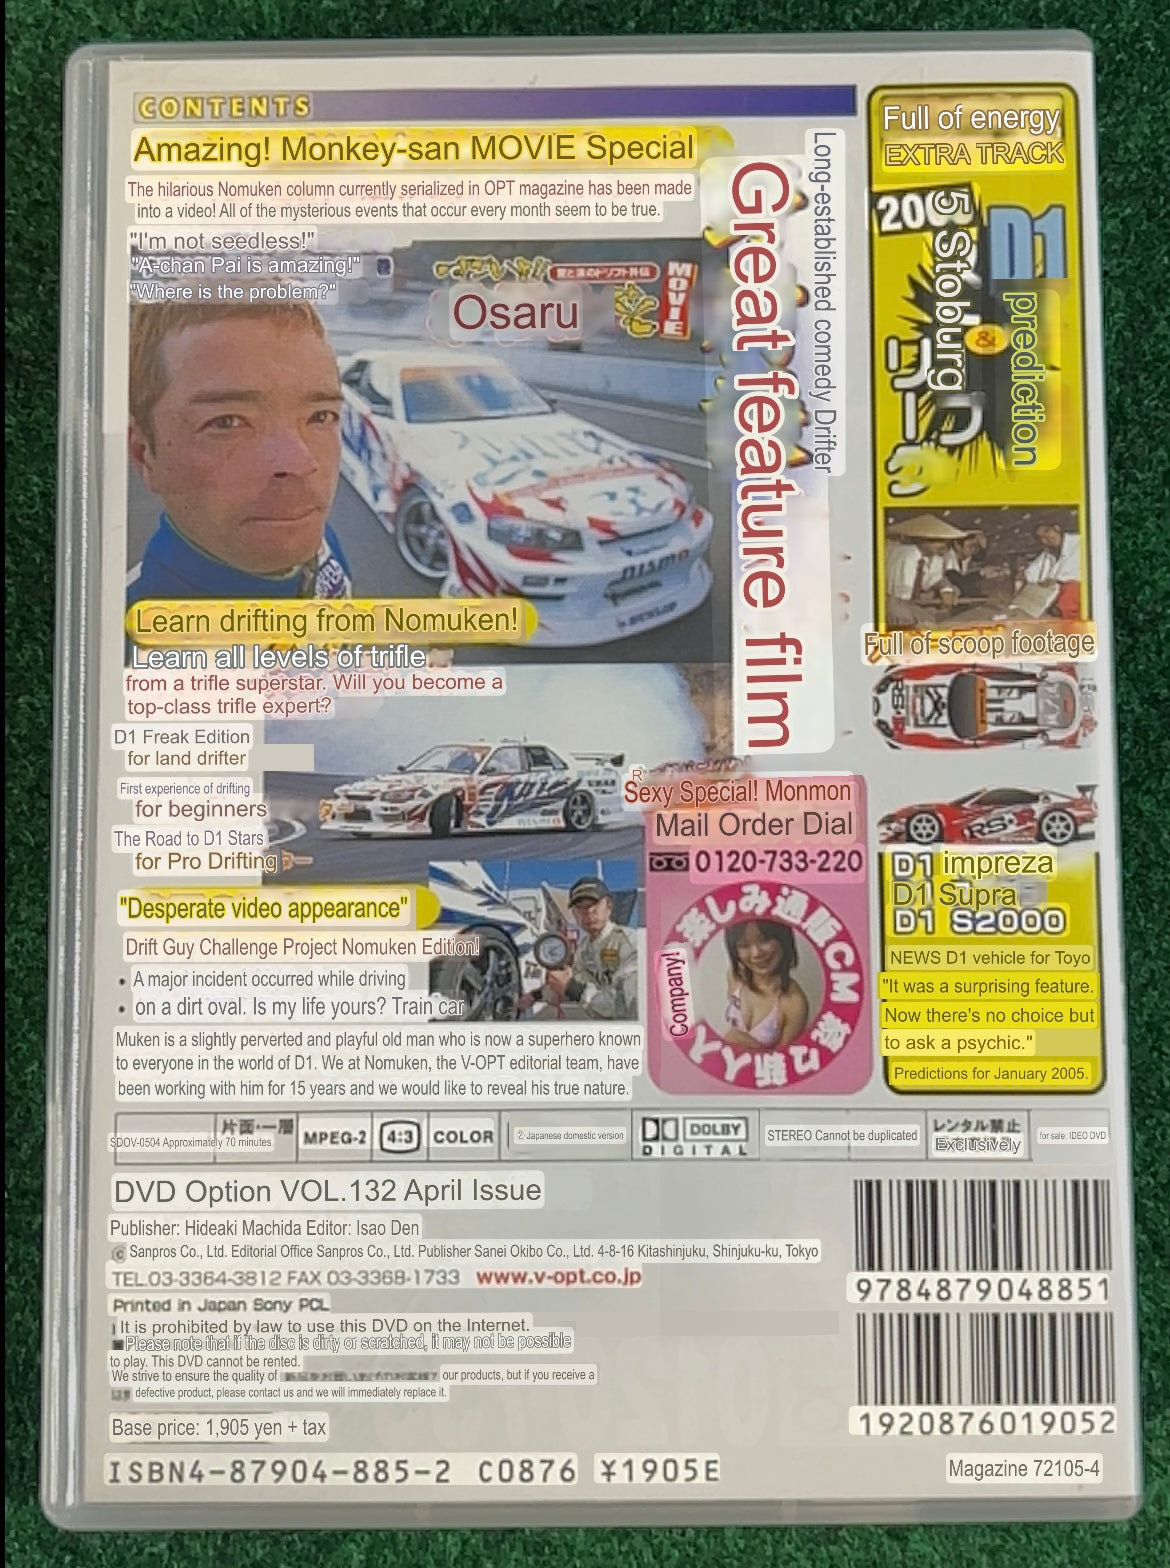 CONTENTS
Amazing! Monkey-san MOVIE Special
The hilarious Nomuken column currently serialized in OPT magazine has been made
into a video! All of the mysterious events that occur every month seem to be true.
"I'm not seedless!"
"A-chan Pai is amazing!"
"Where is the problem?"
Osaru
MOVIE
Long-established comedy Drifter
Great feature film
Learn drifting from Nomuken!
Learn all levels of trifle
from a trifle superstar. Will you become a
top-class trifle expert?
D1 Freak Edition
for land drifter
First experience of drifting
for beginners
The Road to D1 Stars
for Pro Drifting
"Desperate video appearance"
Drift Guy Challenge Project Nomuken Edition!
• A major incident occurred while driving
• on a dirt oval. Is my life yours? Train car
Muken is a slightly perverted and playful old man who is now a superhero known
to everyone in the world of D1. We at Nomuken, the V-OPT editorial team, have
been working with him for 15 years and we would like to reveal his true nature.
Sexy Special! Monmon
Mail Order Dial
0120-733-220
Company!
Full of energy
EXTRA TRACK
200
5 Stoburg
D1
&
prediction
Full of scoop footage
D1 impreza
D1 Supra
D1 S2000
NEWS D1 vehicle for Toyo
"It was a surprising feature.
Now there's no choice but
to ask a psychic."
Predictions for January 2005.
SDOV-0504 Approximately 70 minutes
片面・一層
MPEG-2
4:3
COLOR
② Japanese domestic version
DOLBY
DIGITAL
STEREO Cannot be duplicated
レンタル禁止
Exclusively
for sale: IDEO DVD
DVD Option VOL.132 April Issue
Publisher: Hideaki Machida Editor: Isao Den
© Sanpros Co., Ltd. Editorial Office Sanpros Co., Ltd. Publisher Sanei Okibo Co., Ltd. 4-8-16 Kitashinjuku, Shinjuku-ku, Tokyo
TEL.03-3364-3812 FAX 03-3368-1733 www.v-opt.co.jp
Printed in Japan Sony PCL
It is prohibited by law to use this DVD on the Internet.
■Please note that if the disc is dirty or scratched, it may not be possible
to play. This DVD cannot be rented.
We strive to ensure the quality of our products, but if you receive a
defective product, please contact us and we will immediately replace it.
Base price: 1,905 yen + tax
ISBN4-87904-885-2 C0876 ¥1905E
9784879048851
1920876019052
Magazine 72105-4